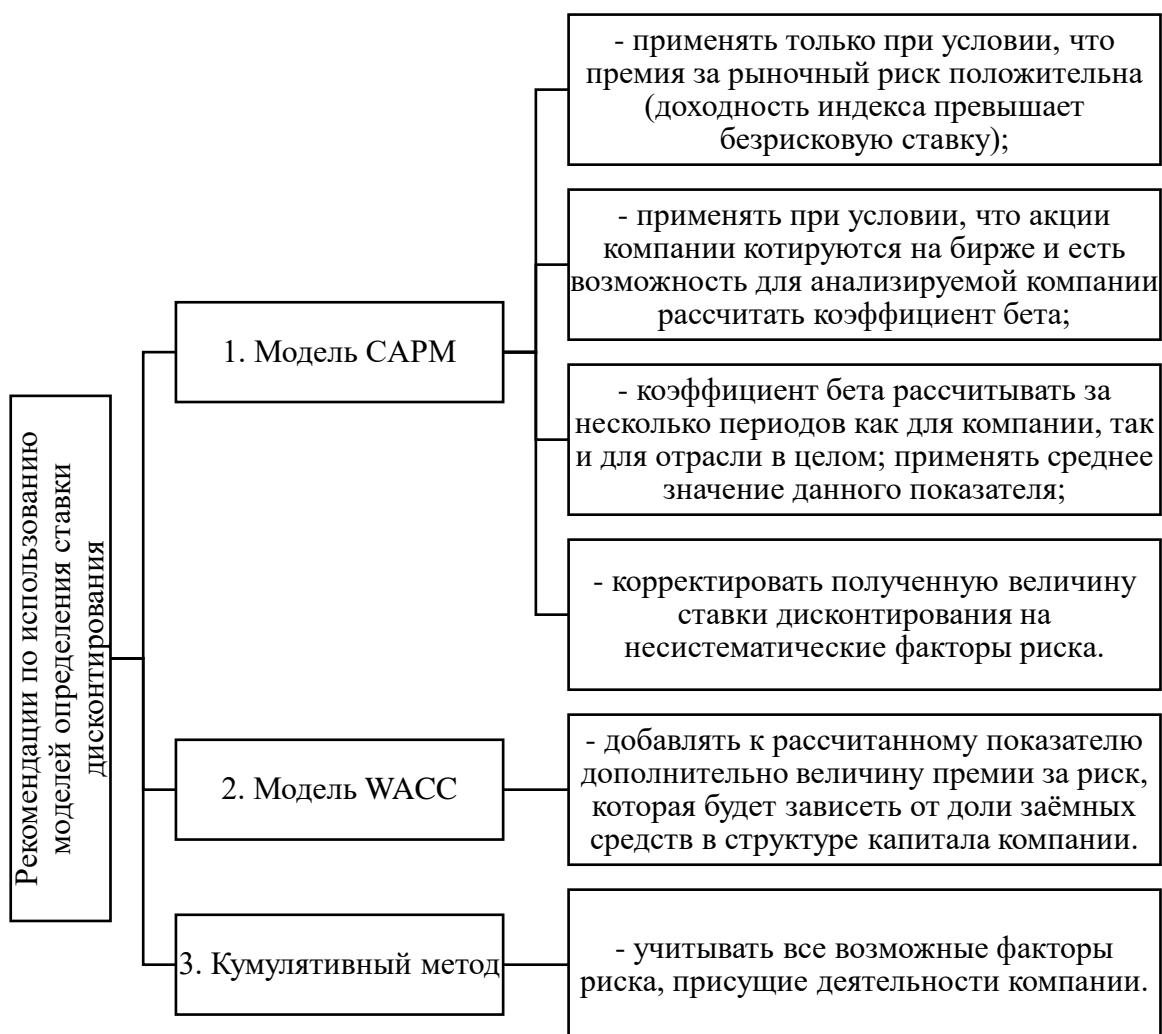 Рекомендации по использованию
моделей определения ставки
дисконтирования
1. Модель CAPM
- применять только при условии, что
премия за рыночный риск положительна
(доходность индекса превышает
безрисковую ставку);
- применять при условии, что акции
компании котируются на бирже и есть
возможность для анализируемой компании
рассчитать коэффициент бета;
- коэффициент бета рассчитывать за
несколько периодов как для компании, так
и для отрасли в целом; применять среднее
значение данного показателя;
- корректировать полученную величину
ставки дисконтирования на
несистематические факторы риска.
2. Модель WACC
- добавлять к рассчитанному показателю
дополнительно величину премии за риск,
которая будет зависеть от доли заёмных
средств в структуре капитала компании.
3. Кумулятивный метод
- учитывать все возможные факторы
риска, присущие деятельности компании.